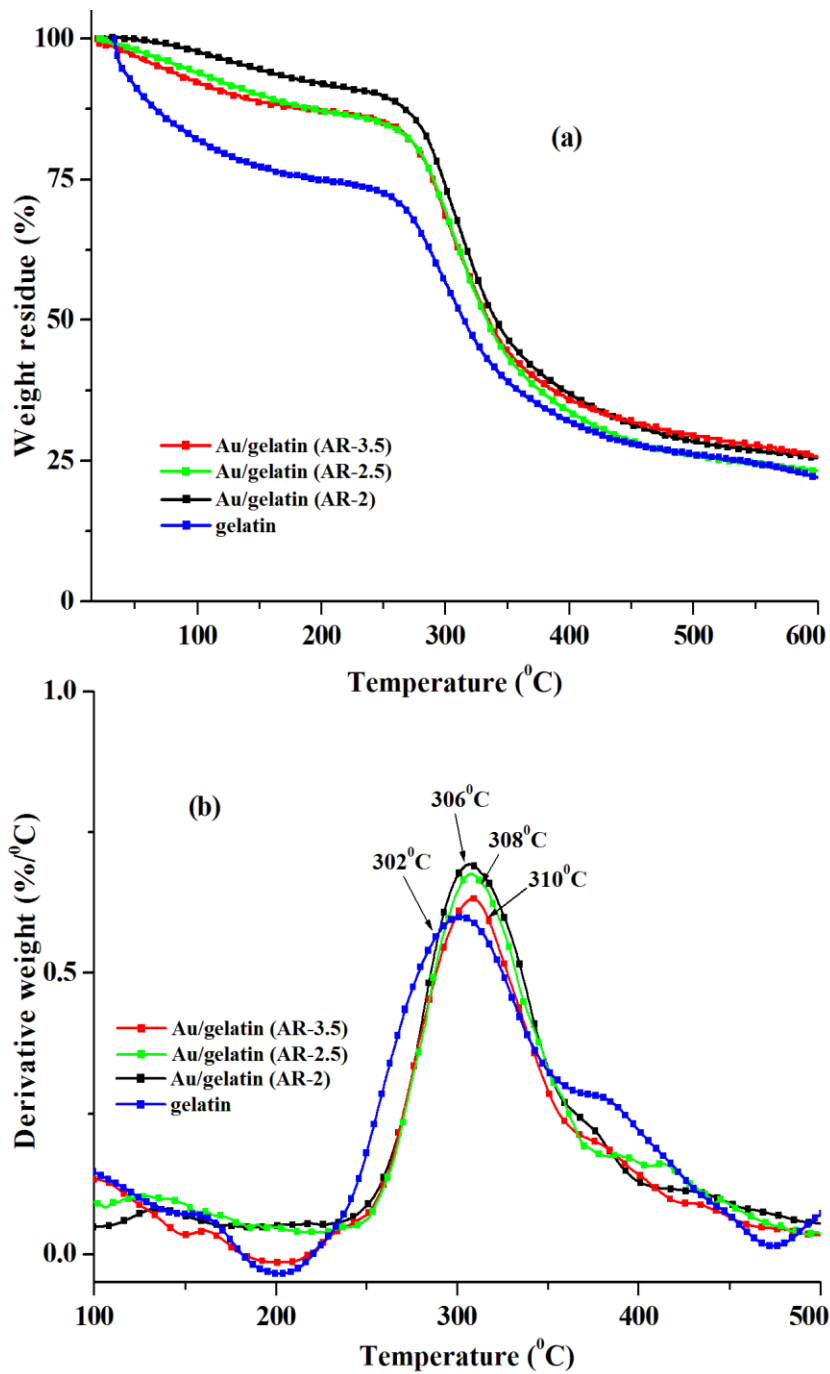 100
75
50
25
0
Weight residue (%)
(a)
Au/gelatin (AR-3.5)
Au/gelatin (AR-2.5)
Au/gelatin (AR-2)
gelatin
100 200 300 400 500 600
Temperature (⁰C)
1.0
0.5
0.0
Derivative weight (%/⁰C)
(b)
306⁰C
308⁰C
302⁰C
310⁰C
Au/gelatin (AR-3.5)
Au/gelatin (AR-2.5)
Au/gelatin (AR-2)
gelatin
100 200 300 400 500
Temperature (⁰C)